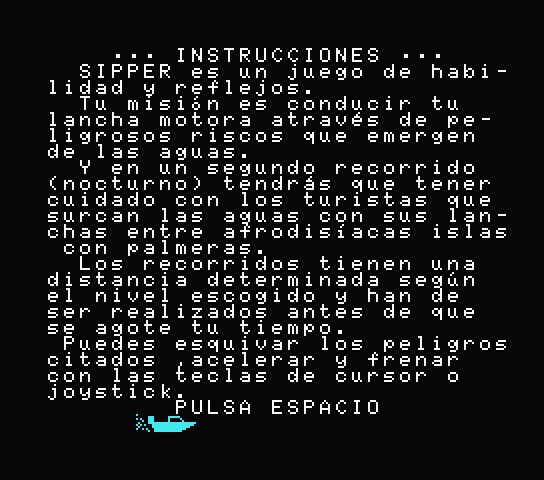 ... INSTRUCCIONES ...
SIPPER es un juego de habi-
lidad y reflejos.
Tu misión es conducir tu
lancha motora através de pe-
ligrosos riscos que emergen
de las aguas.
Y en un segundo recorrido
(nocturno) tendrás que tener
cuidado con los turistas que
surcan las aguas con sus lan-
chas entre afrodisíacas islas
con palmeras.
Los recorridos tienen una
distancia determinada según
el nivel escogido y han de
ser realizados antes de que
se agote tu tiempo.
Puedes esquivar los peligros
citados ,acelerar y frenar
con las teclas de cursor o
joystick.
PULSA ESPACIO